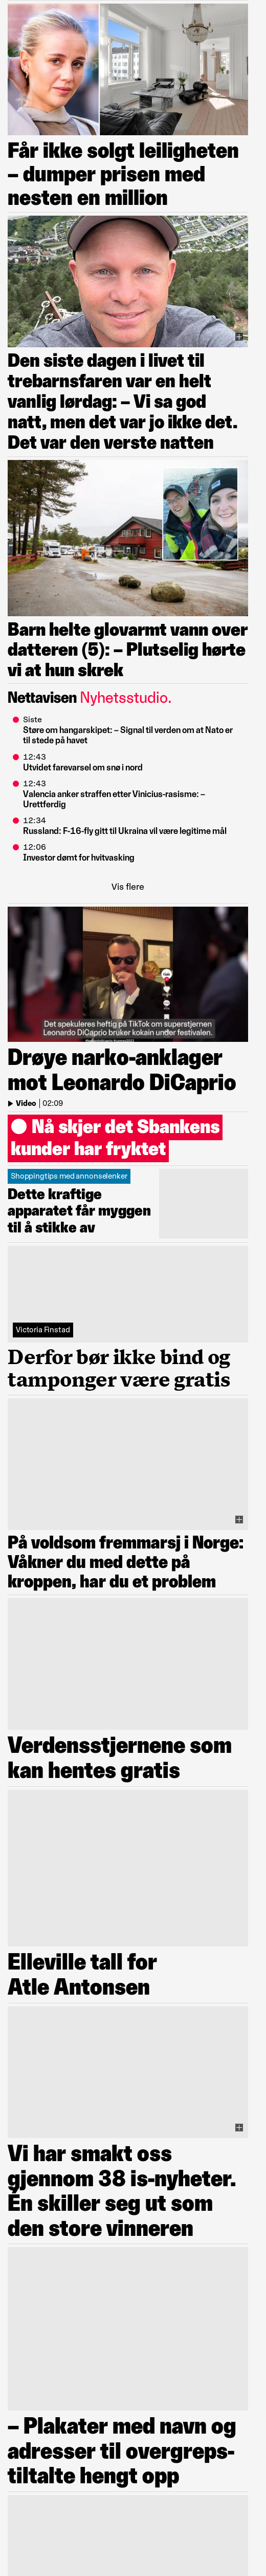 Får ikke solgt leiligheten
– dumper prisen med
nesten en million
Den siste dagen i livet til
trebarnsfaren var en helt
vanlig lørdag: – Vi sa god
natt, men det var jo ikke det.
Det var den verste natten
Barn helte glovarmt vann over
datteren (5): – Plutselig hørte
vi at hun skrek
Nettavisen Nyhetsstudio.
Siste
Støre om hangarskipet: – Signal til verden om at Nato er
til stede på havet
12:43
Utvidet farevarsel om snø i nord
12:43
Valencia anker straffen etter Vinicius-rasisme: –
Urettferdig
12:34
Russland: F-16-fly gitt til Ukraina vil være legitime mål
12:06
Investor dømt for hvitvasking
Vis flere
Det spekuleres heftig på TikTok om superstjernen
Leonardo DiCaprio bruker kokain under festivalen.
Drøye narko-anklager
mot Leonardo DiCaprio
Video | 02:09
Nå skjer det Sbankens
kunder har fryktet
Shoppingtips med annonselenker
Dette kraftige
apparatet får myggen
til å stikke av
Victoria Finstad
Derfor bør ikke bind og
tamponger være gratis
På voldsom fremmarsj i Norge:
Våkner du med dette på
kroppen, har du et problem
Verdensstjernene som
kan hentes gratis
Elleville tall for
Atle Antonsen
Vi har smakt oss
gjennom 38 is-nyheter.
Én skiller seg ut som
den store vinneren
– Plakater med navn og
adresser til overgreps-
tiltalte hengt opp